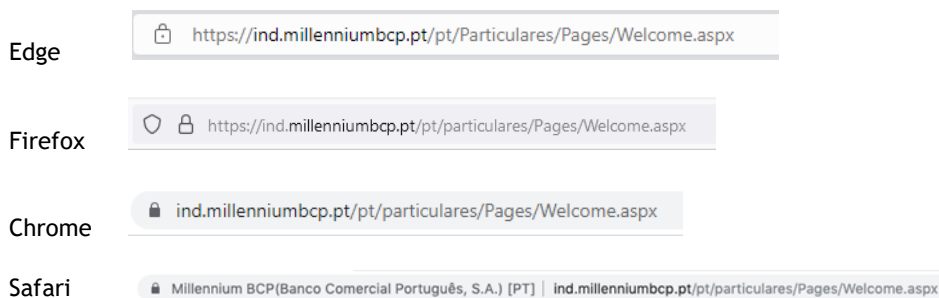 https://ind.millenniumbcp.pt/pt/Particulares/Pages/Welcome.aspx
Edge
https://ind.millenniumbcp.pt/pt/particulares/Pages/Welcome.aspx
Firefox
ind.millenniumbcp.pt/pt/particulares/Pages/Welcome.aspx
Chrome
Safari Millennium BCP(Banco Comercial Português, S.A.) [PT] | ind.millenniumbcp.pt/pt/particulares/Pages/Welcome.aspx